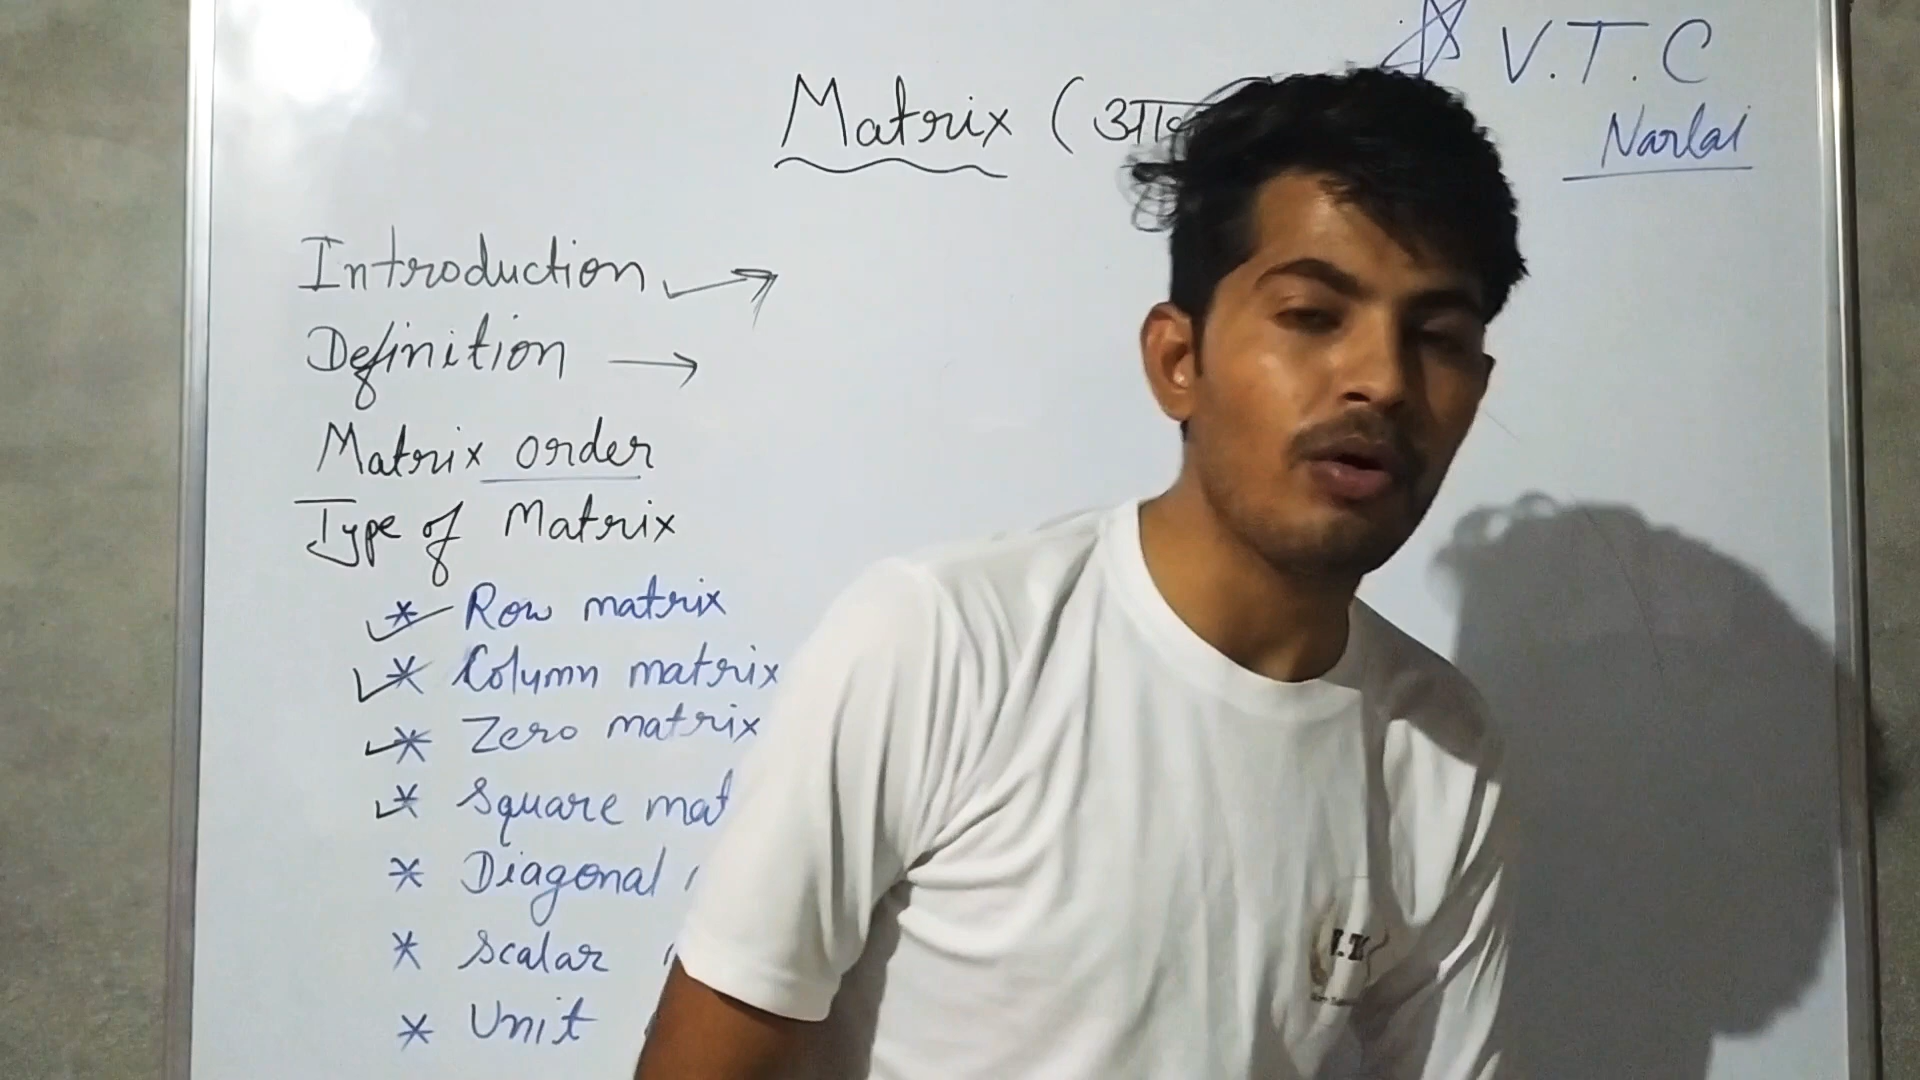 V.T.C
Matrix (
Narlai
Introduction
Definition
Matrix order
Type of Matrix
* Row matrix
* Column matrix
* Zero matrix
* Square mat
* Diagonal
* Scalar
* Unit